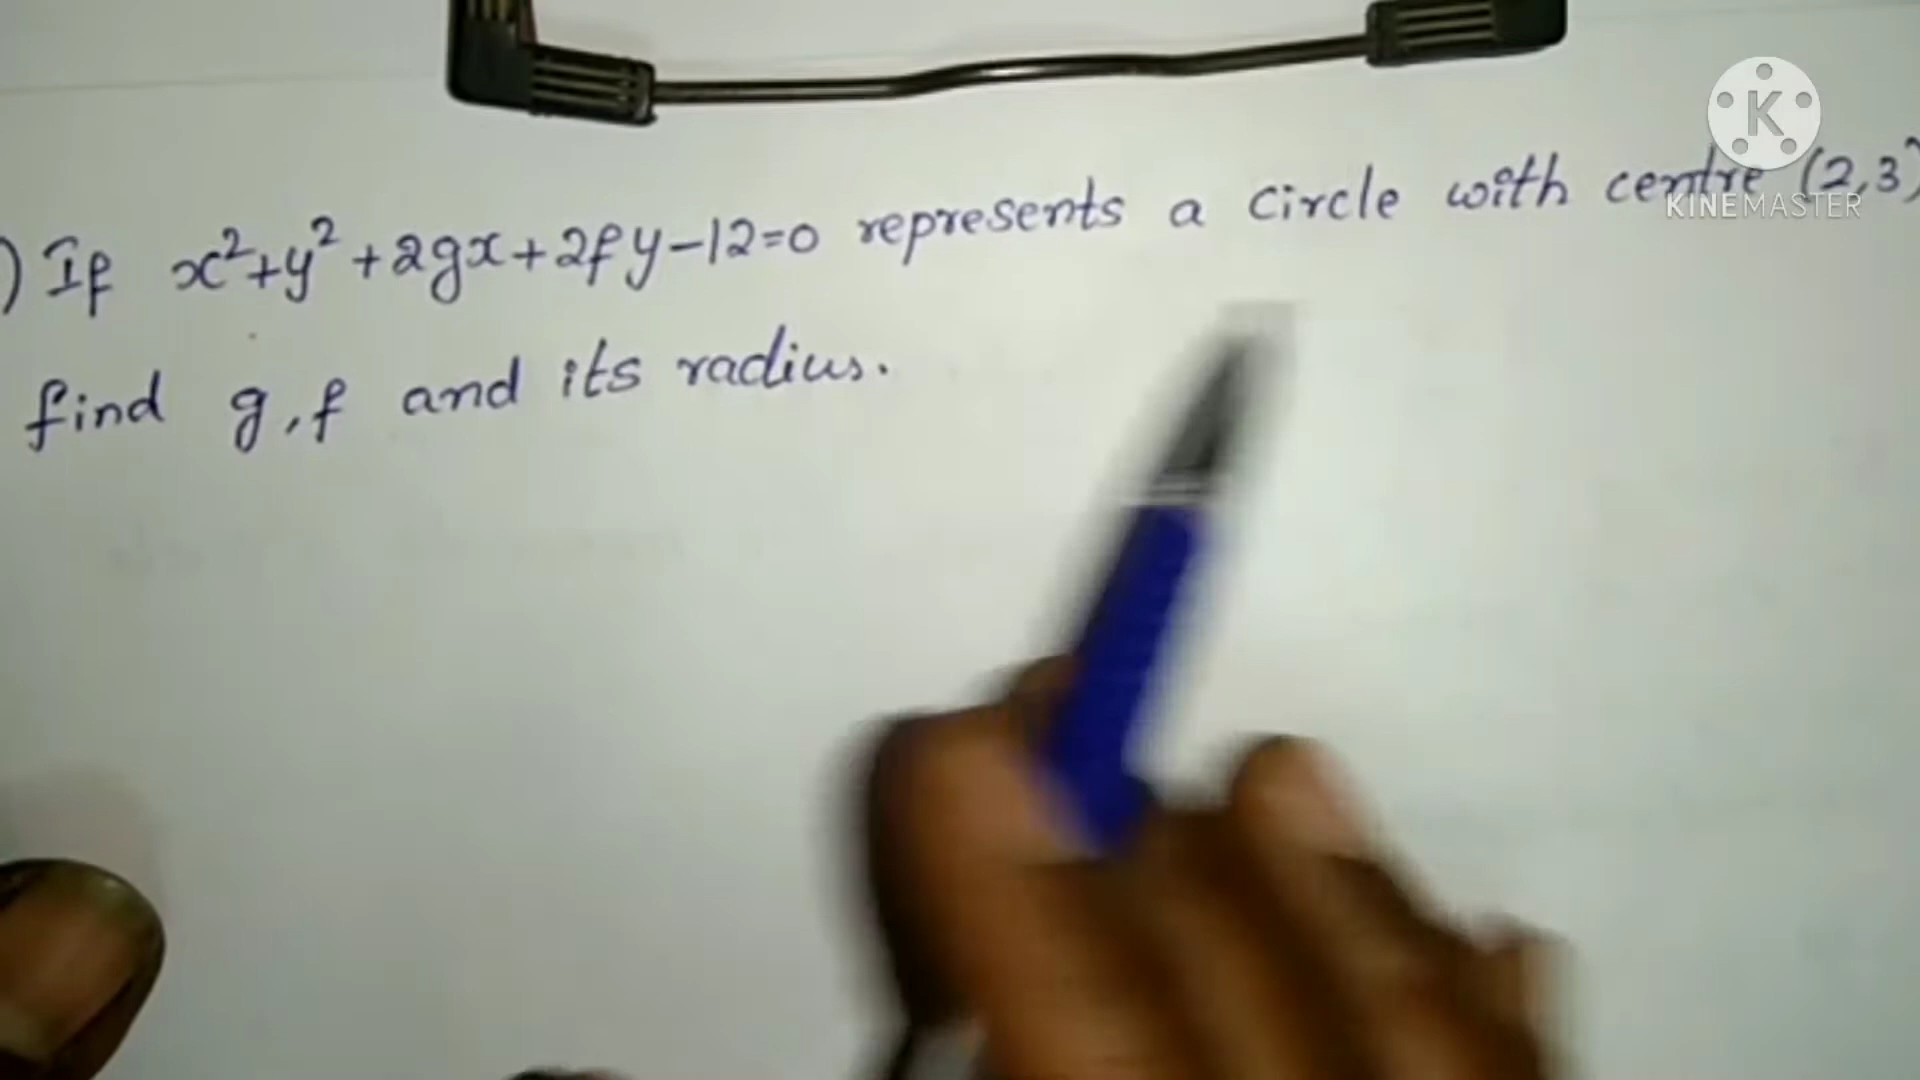 ) If x²+y²+2gx+2fy-12=0 represents a circle with centre (2,3)
find g,f and its radius.
K
KINEMASTER